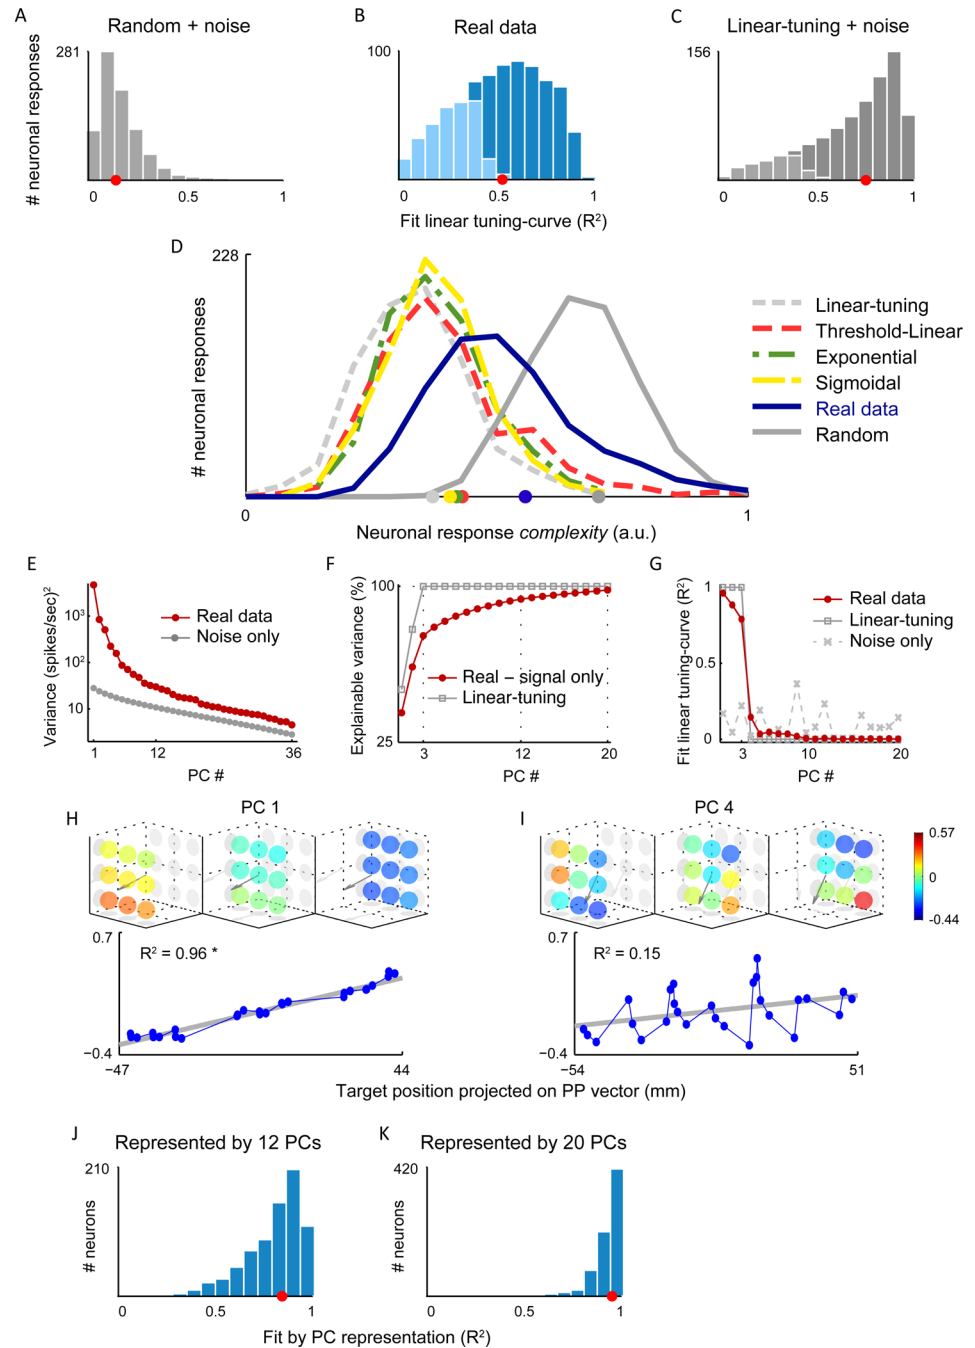 A
Random + noise
281
# neuronal responses
0
0.5
1
B
Real data
100
0
0.5
1
Fit linear tuning-curve (R²)
C
Linear-tuning + noise
156
0
0.5
1
D
228
# neuronal responses
0
1
Neuronal response complexity (a.u.)
Linear-tuning
Threshold-Linear
Exponential
Sigmoidal
Real data
Random
E
Variance (spikes/sec)²
10³
10²
10
1
12
36
PC #
Real data
Noise only
F
Explainable variance (%)
100
25
3
12
20
PC #
Real – signal only
Linear-tuning
G
Fit linear tuning-curve (R²)
1
0.5
0
3
10
20
PC #
Real data
Linear-tuning
Noise only
H
PC 1
0.7
R² = 0.96 *
−0.4
−47
44
I
PC 4
0.57
0
-0.44
0.7
R² = 0.15
−0.4
−54
51
Target position projected on PP vector (mm)
J
Represented by 12 PCs
210
# neurons
0
0.5
1
K
Represented by 20 PCs
420
# neurons
0
0.5
1
Fit by PC representation (R²)